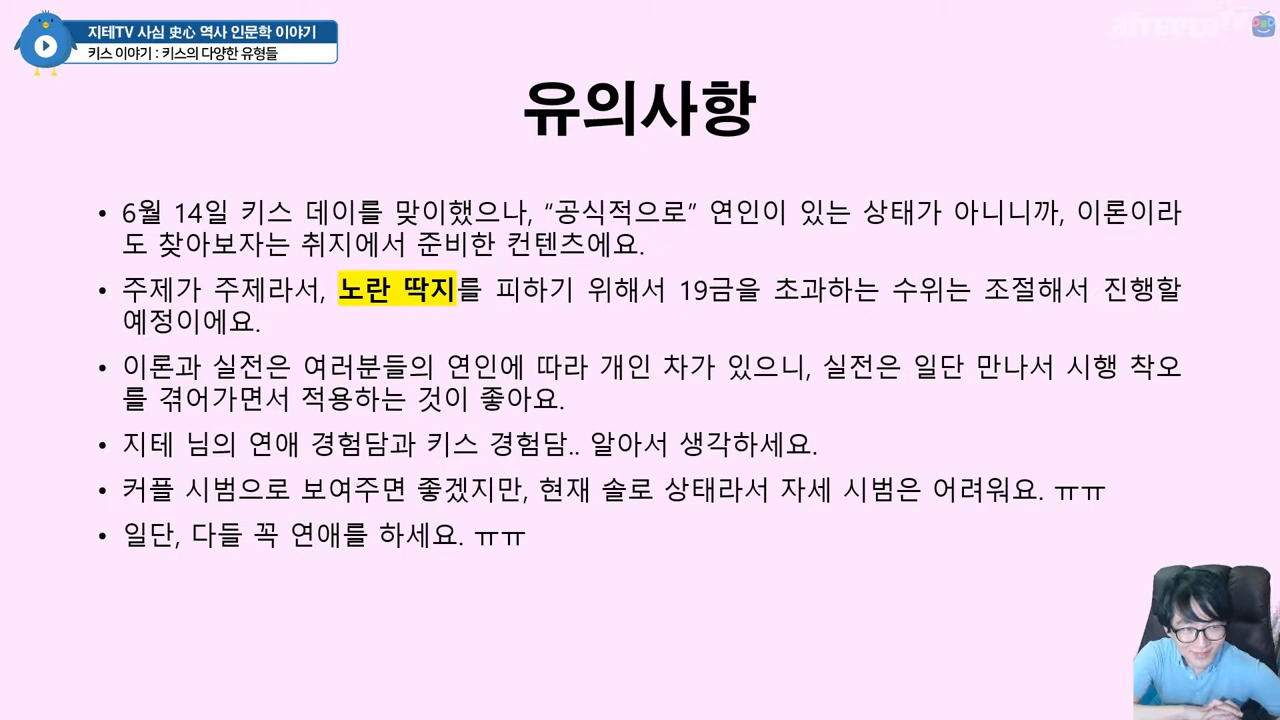 지테TV 사심 史心 역사 인문학 이야기
키스 이야기 : 키스의 다양한 유형들
afreecaTV
유의사항
• 6월 14일 키스 데이를 맞이했으나, “공식적으로” 연인이 있는 상태가 아니니까, 이론이라
도 찾아보자는 취지에서 준비한 컨텐츠에요.
• 주제가 주제라서, 노란 딱지를 피하기 위해서 19금을 초과하는 수위는 조절해서 진행할
예정이에요.
• 이론과 실전은 여러분들의 연인에 따라 개인 차가 있으니, 실전은 일단 만나서 시행 착오
를 겪어가면서 적용하는 것이 좋아요.
• 지테 님의 연애 경험담과 키스 경험담.. 알아서 생각하세요.
• 커플 시범으로 보여주면 좋겠지만, 현재 솔로 상태라서 자세 시범은 어려워요. ㅠㅠ
• 일단, 다들 꼭 연애를 하세요. ㅠㅠ